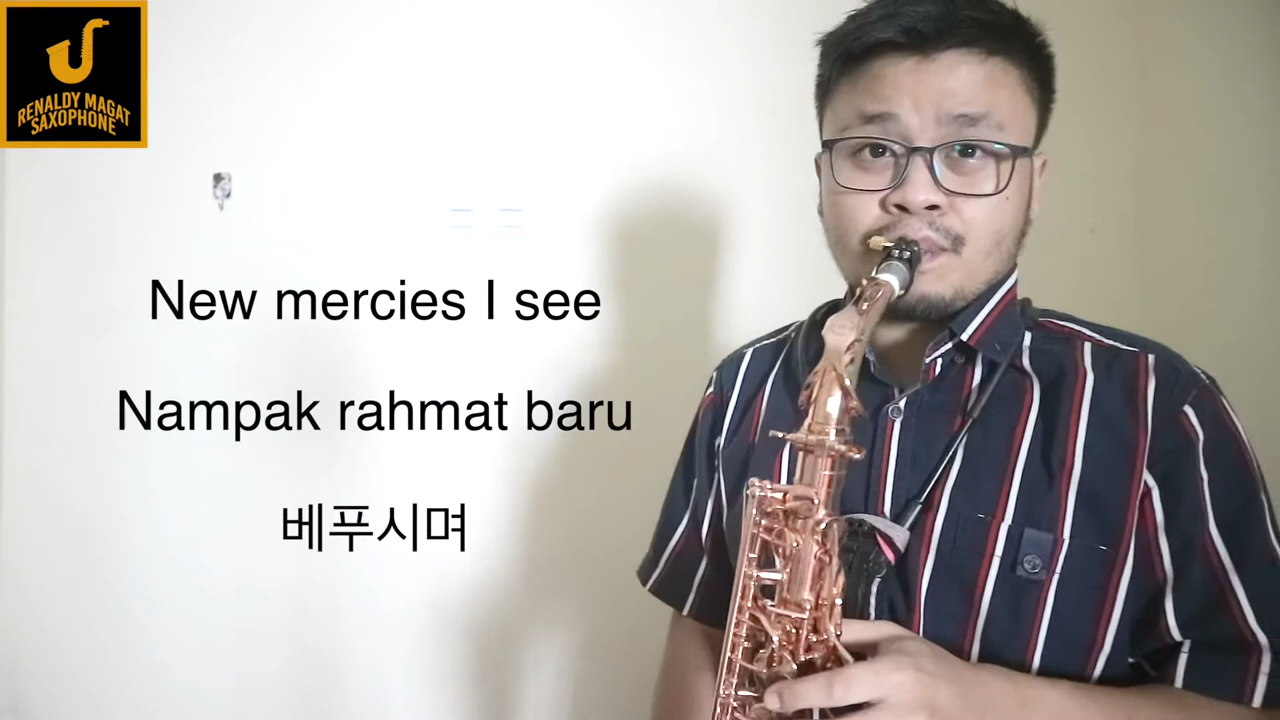 RENALDY MAGAT
SAXOPHONE
New mercies I see
Nampak rahmat baru
베푸시며